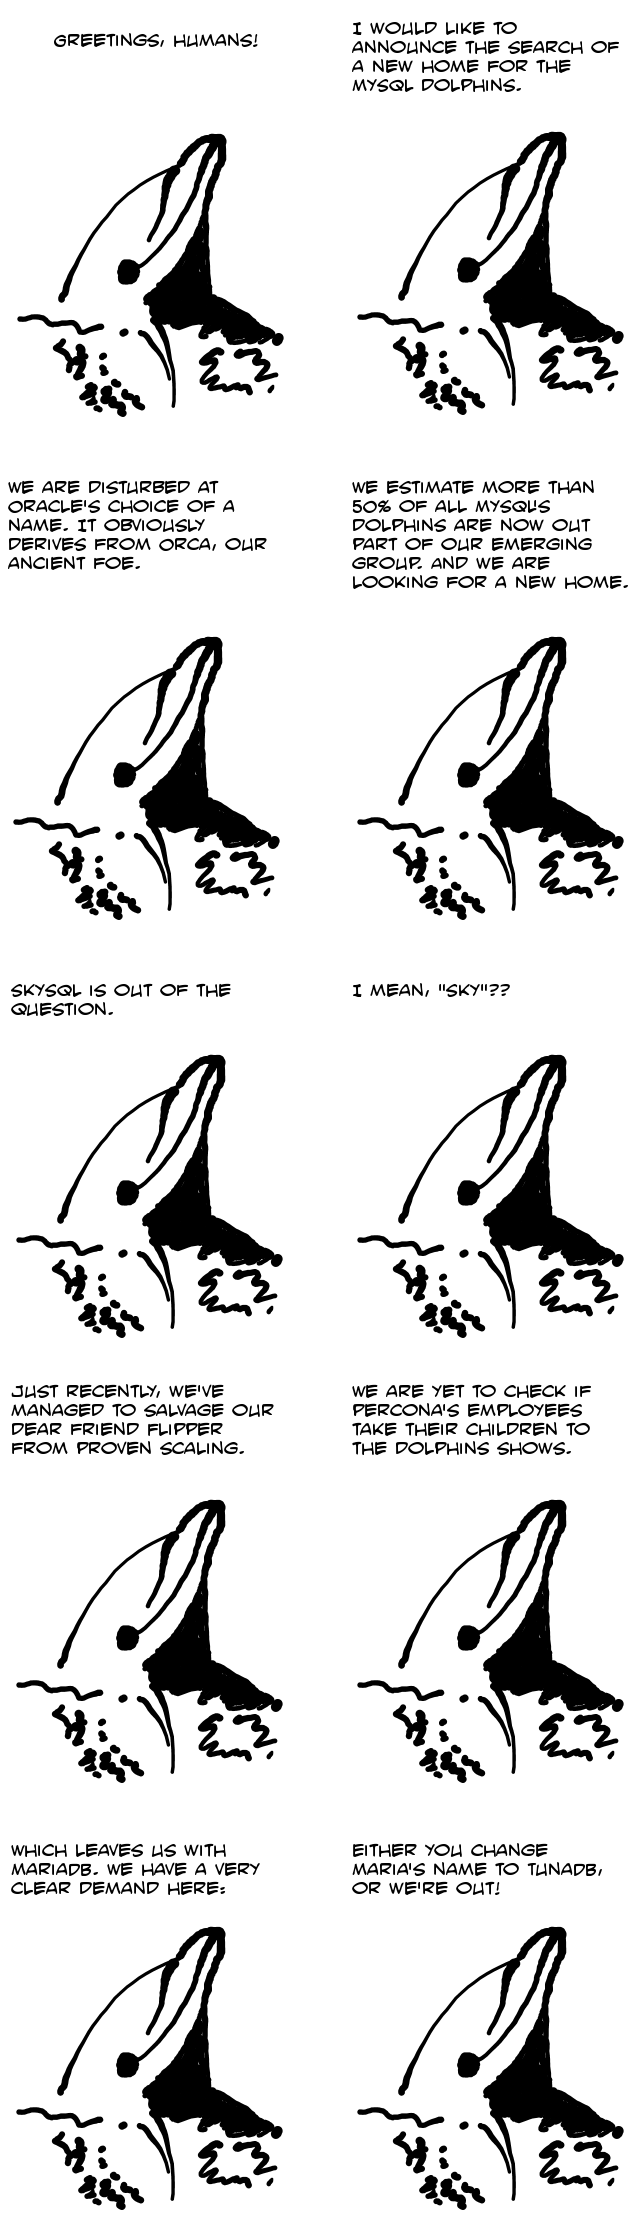 GREETINGS, HUMANS!
I WOULD LIKE TO
ANNOUNCE THE SEARCH OF
A NEW HOME FOR THE
MYSQL DOLPHINS.
WE ARE DISTURBED AT
ORACLE'S CHOICE OF A
NAME. IT OBVIOUSLY
DERIVES FROM ORCA, OUR
ANCIENT FOE.
WE ESTIMATE MORE THAN
50% OF ALL MYSQL'S
DOLPHINS ARE NOW OUT
PART OF OUR EMERGING
GROUP. AND WE ARE
LOOKING FOR A NEW HOME.
SKYSQL IS OUT OF THE
QUESTION.
I MEAN, "SKY"??
JUST RECENTLY, WE'VE
MANAGED TO SALVAGE OUR
DEAR FRIEND FLIPPER
FROM PROVEN SCALING.
WE ARE YET TO CHECK IF
PERCONA'S EMPLOYEES
TAKE THEIR CHILDREN TO
THE DOLPHINS SHOWS.
WHICH LEAVES US WITH
MARIADB. WE HAVE A VERY
CLEAR DEMAND HERE:
EITHER YOU CHANGE
MARIA'S NAME TO TUNADB,
OR WE'RE OUT!